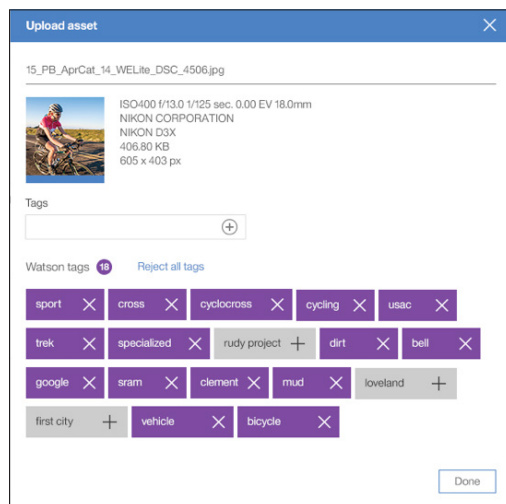 Upload asset
15_PB_AprCat_14_WELite_DSC_4506.jpg
ISO400 f/13.0 1/125 sec. 0.00 EV 18.0mm
NIKON CORPORATION
NIKON D3X
406.80 KB
605 x 403 px
Tags
Watson tags 18 Reject all tags
sport cross cyclocross cycling usac
trek specialized rudy project dirt bell
google sram clement mud loveland
first city vehicle bicycle
Done